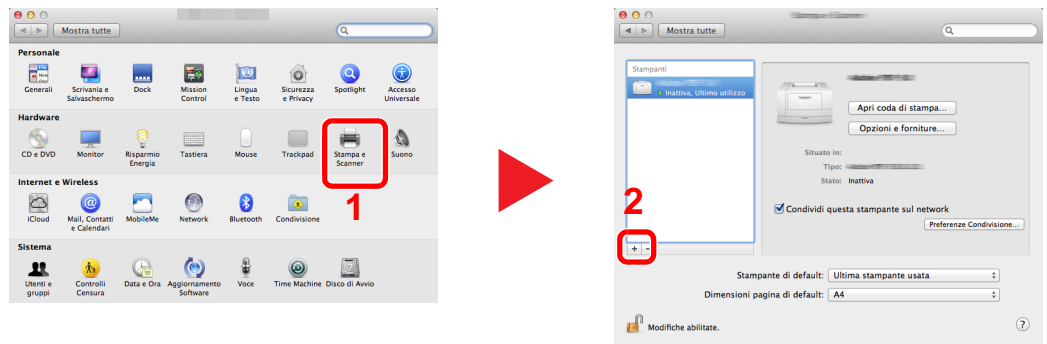 Mostra tutte
Personale
Generali
Scrivania e Salvaschermo
Dock
Mission Control
Lingua e Testo
Sicurezza e Privacy
Spotlight
Accesso Universale
Hardware
CD e DVD
Monitor
Risparmio Energia
Tastiera
Mouse
Trackpad
Stampa e Scanner
Suono
1
Internet e Wireless
iCloud
Mail, Contatti e Calendari
MobileMe
Network
Bluetooth
Condivisione
Sistema
Utenti e gruppi
Controlli Censura
Data e Ora
Aggiornamento Software
Voce
Time Machine
Disco di Avvio
Mostra tutte
Stampanti
Inattiva, Ultimo utilizzo
Apri coda di stampa...
Opzioni e forniture...
Situato in:
Tipo:
Stato: Inattiva
2
Condividi questa stampante sul network
Preferenze Condivisione...
+ −
Stampante di default: Ultima stampante usata
Dimensioni pagina di default: A4
Modifiche abilitate.
?